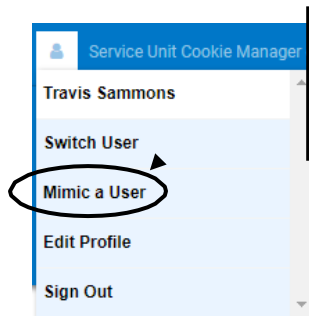 Service Unit Cookie Manager
Travis Sammons
Switch User
Mimic a User
Edit Profile
Sign Out